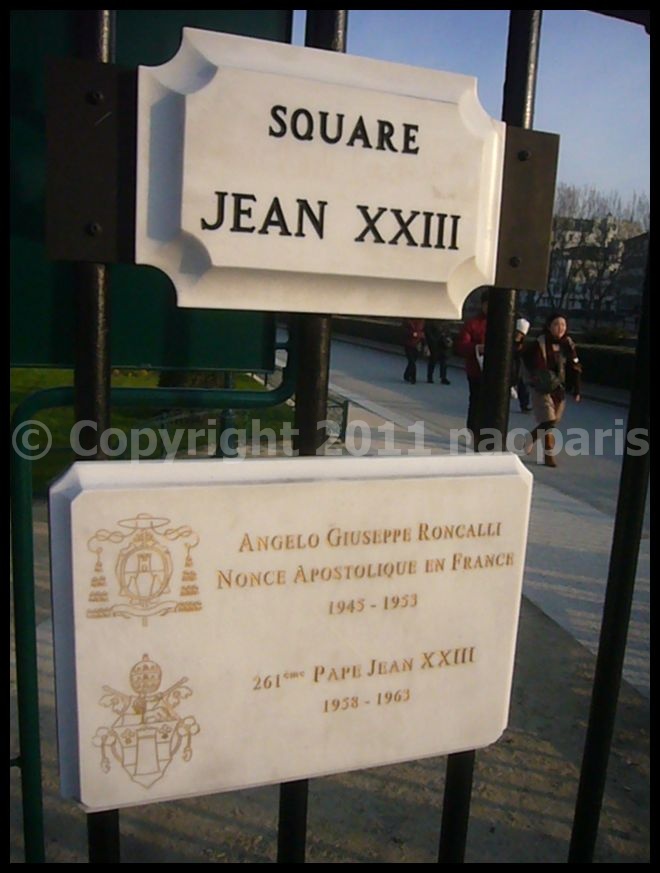 SQUARE
JEAN XXIII
© Copyright 2011 nacparis
ANGELO GIUSEPPE RONCALLI
NONCE APOSTOLIQUE EN FRANCE
1945 - 1953
261ème PAPE JEAN XXIII
1958 - 1963